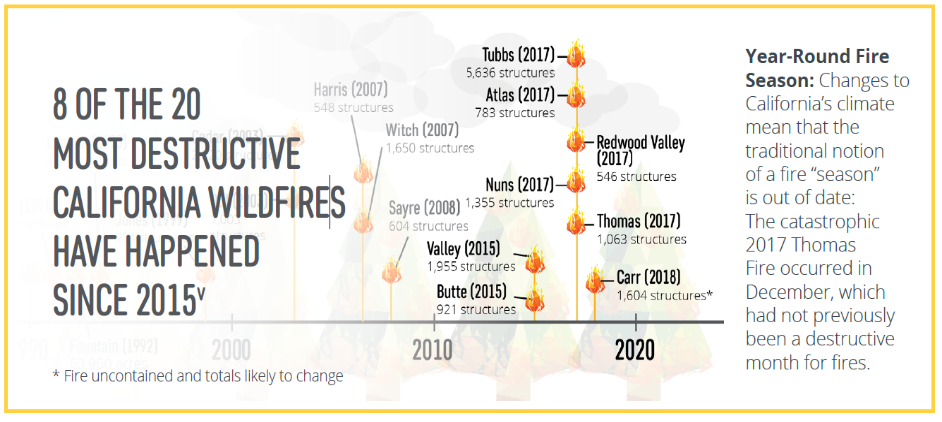 8 OF THE 20
MOST DESTRUCTIVE
CALIFORNIA WILDFIRES
HAVE HAPPENED
SINCE 2015v
Harris (2007)
548 structures
Witch (2007)
1,650 structures
Sayre (2008)
604 structures
Tubbs (2017)
5,636 structures
Atlas (2017)
783 structures
Redwood Valley
(2017)
546 structures
Nuns (2017)
1,355 structures
Thomas (2017)
1,063 structures
Valley (2015)
1,955 structures
Butte (2015)
921 structures
Carr (2018)
1,604 structures*
Fountain (1992)
1990
2000
2010
2020
* Fire uncontained and totals likely to change
Year-Round Fire
Season: Changes to
California’s climate
mean that the
traditional notion
of a fire “season”
is out of date:
The catastrophic
2017 Thomas
Fire occurred in
December, which
had not previously
been a destructive
month for fires.